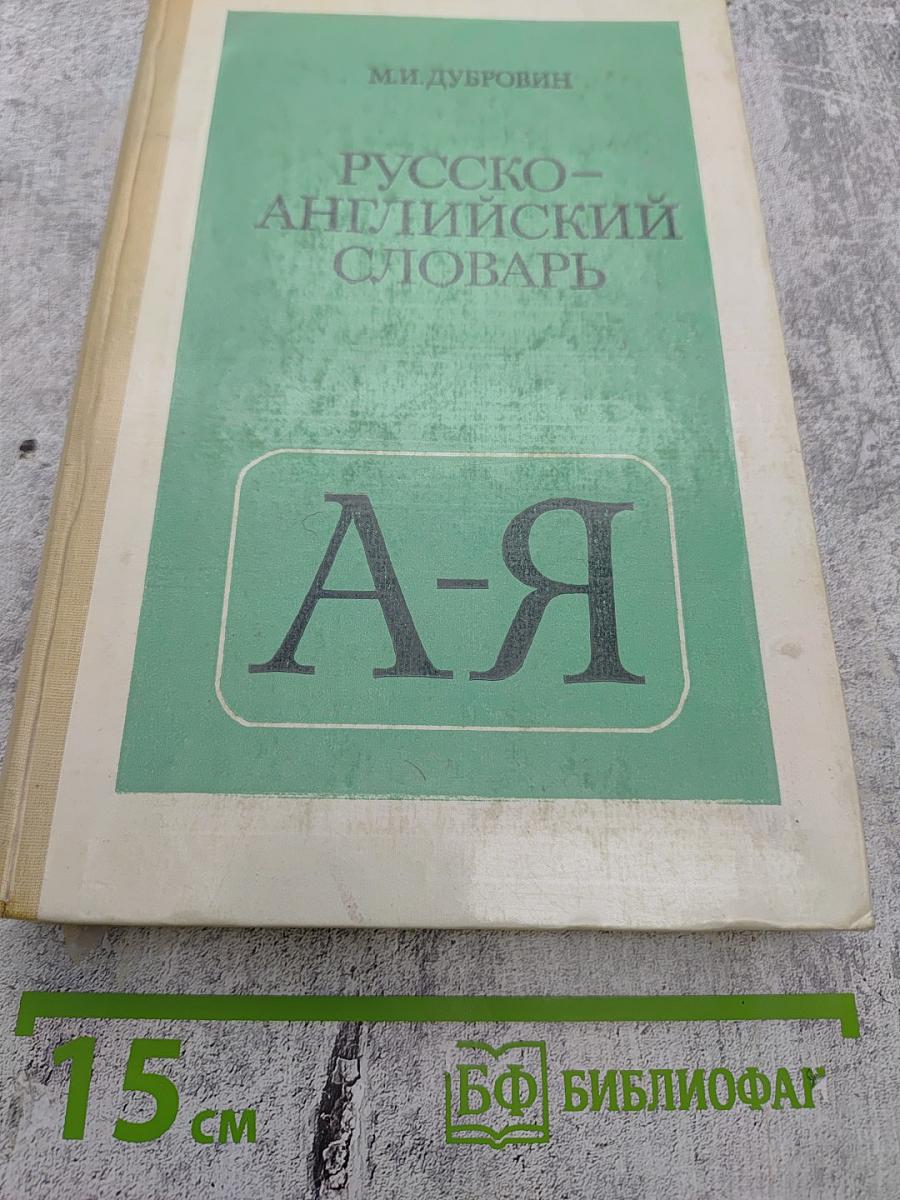 М.И.ДУБРОВИН
РУССКО-
АНГЛИЙСКИЙ
СЛОВАРЬ
А-Я
15 см
БФ БИБЛИОФАГ